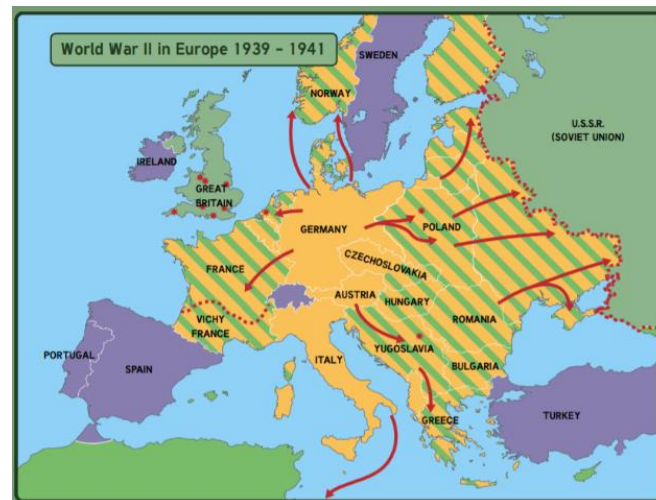 World War II in Europe 1939 - 1941
SWEDEN
NORWAY
U.S.S.R.
(SOVIET UNION)
IRELAND
GREAT
BRITAIN
GERMANY
POLAND
CZECHOSLOVAKIA
FRANCE
AUSTRIA
HUNGARY
VICHY
FRANCE
ROMANIA
ITALY
YUGOSLAVIA
PORTUGAL
SPAIN
BULGARIA
GREECE
TURKEY